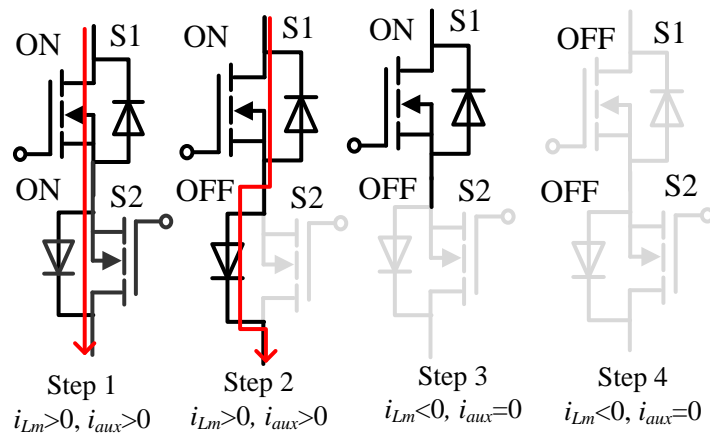 ON S1 ON S1 ON S1 OFF S1
ON S2 OFF S2 OFF S2 OFF S2
Step 1 Step 2 Step 3 Step 4
iLm>0, iaux>0 iLm>0, iaux>0 iLm<0, iaux=0 iLm<0, iaux=0